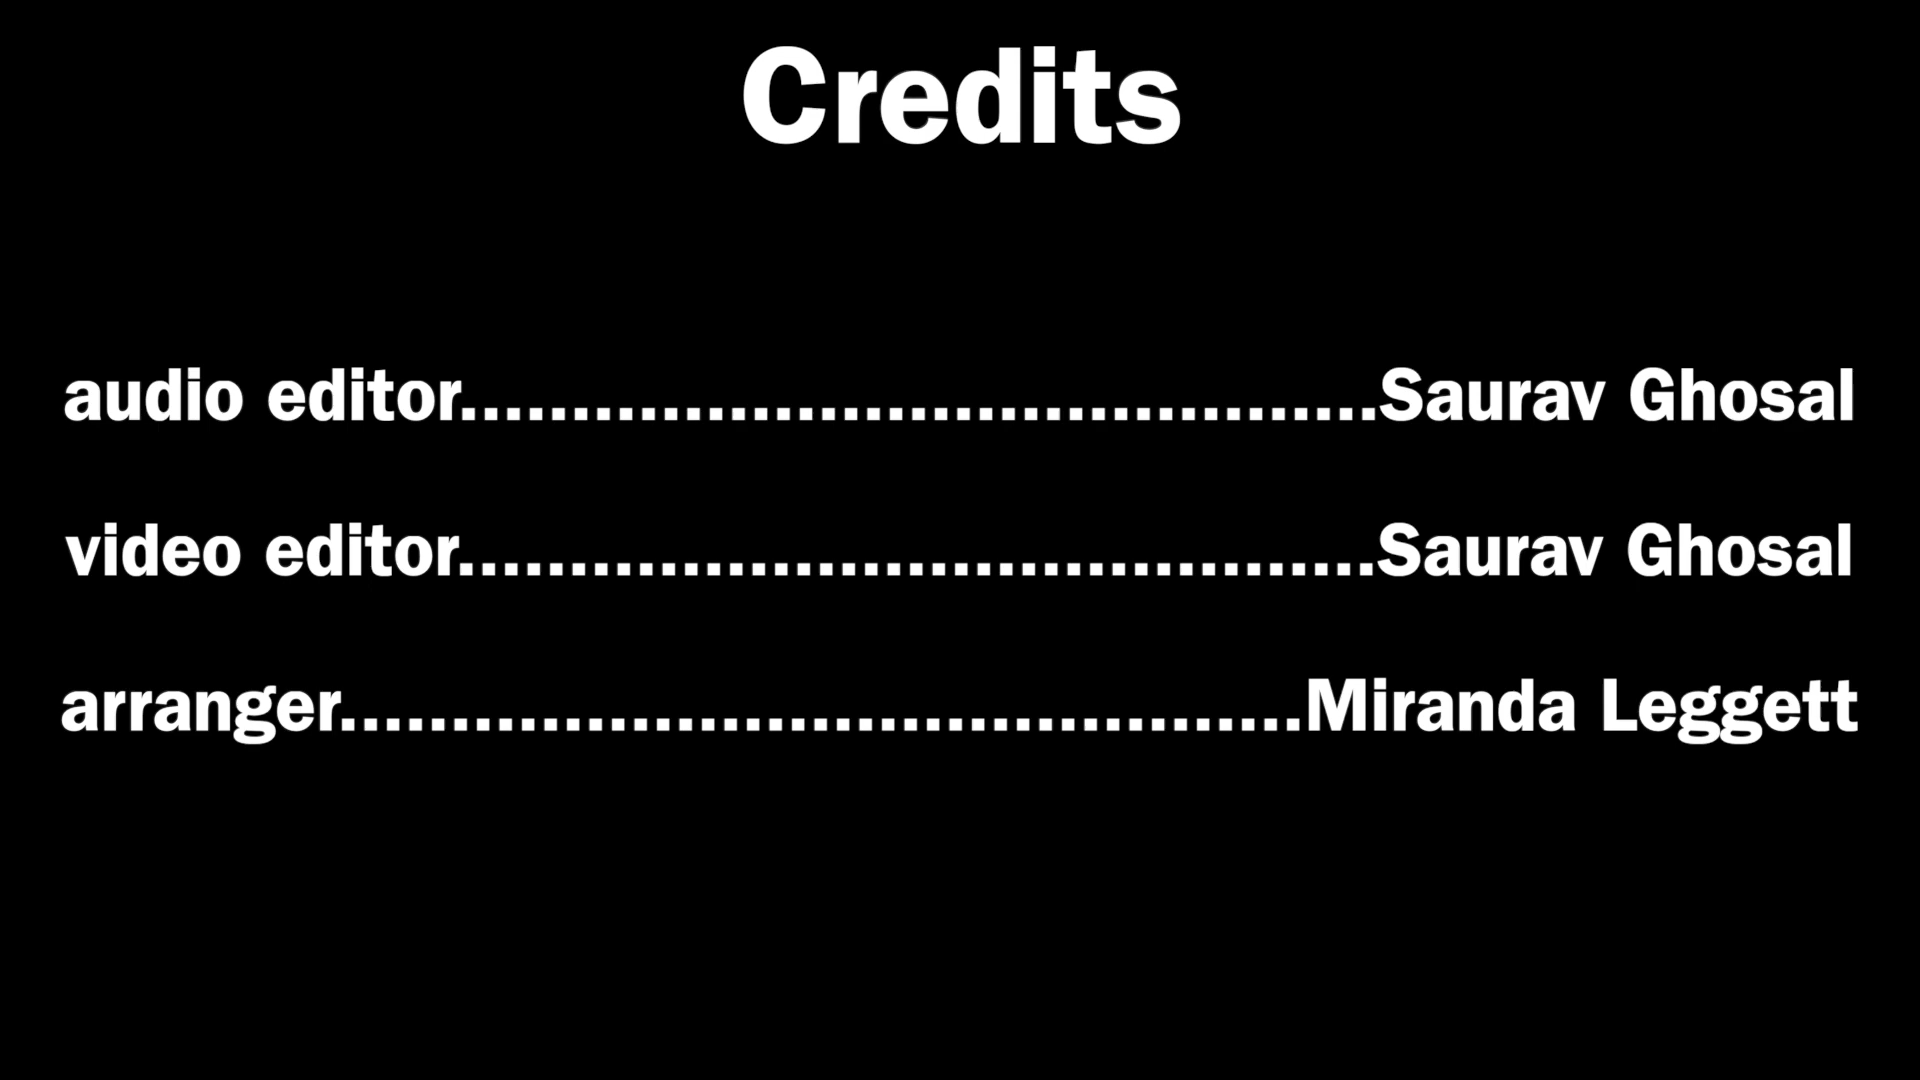 Credits
audio editor.........................................Saurav Ghosal
video editor.........................................Saurav Ghosal
arranger...........................................Miranda Leggett